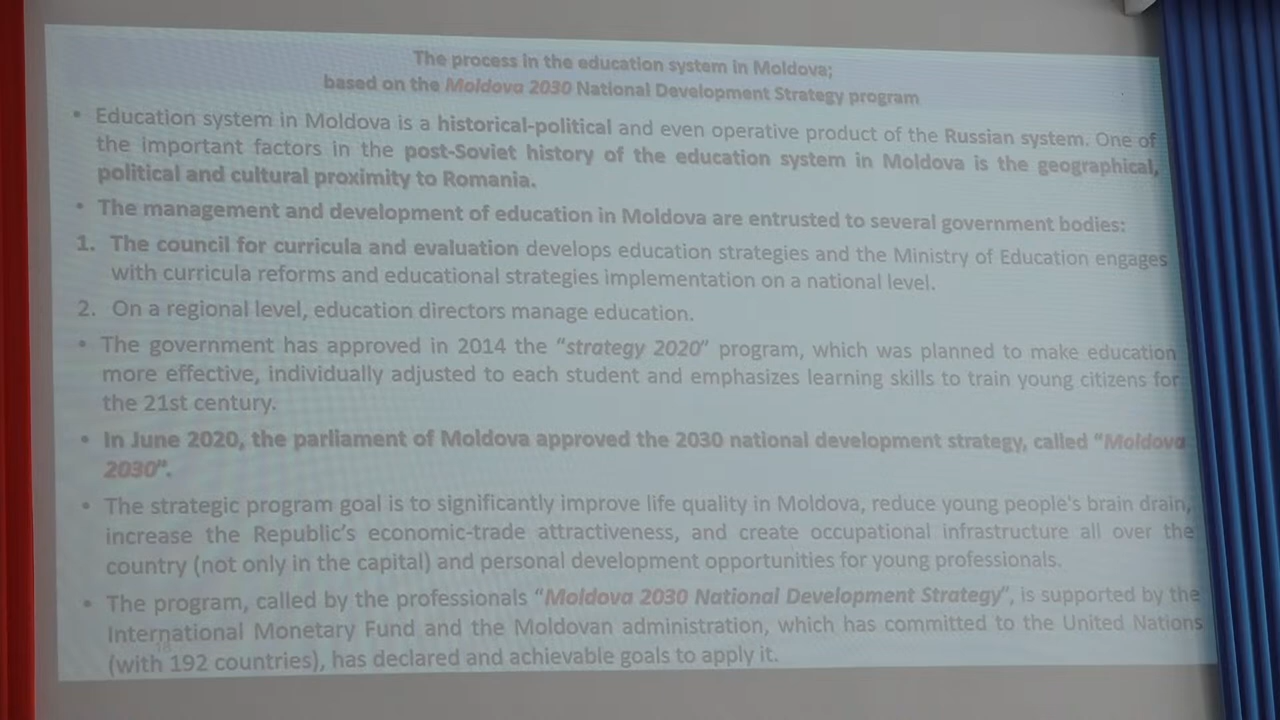 The process in the education system in Moldova;
based on the Moldova 2030 National Development Strategy program
• Education system in Moldova is a historical-political and even operative product of the Russian system. One of
the important factors in the post-Soviet history of the education system in Moldova is the geographical,
political and cultural proximity to Romania.
• The management and development of education in Moldova are entrusted to several government bodies:
1. The council for curricula and evaluation develops education strategies and the Ministry of Education engages
with curricula reforms and educational strategies implementation on a national level.
2. On a regional level, education directors manage education.
• The government has approved in 2014 the “strategy 2020” program, which was planned to make education
more effective, individually adjusted to each student and emphasizes learning skills to train young citizens for
the 21st century.
• In June 2020, the parliament of Moldova approved the 2030 national development strategy, called “Moldova
2030”.
• The strategic program goal is to significantly improve life quality in Moldova, reduce young people's brain drain,
increase the Republic’s economic-trade attractiveness, and create occupational infrastructure all over the
country (not only in the capital) and personal development opportunities for young professionals.
• The program, called by the professionals “Moldova 2030 National Development Strategy”, is supported by the
International Monetary Fund and the Moldovan administration, which has committed to the United Nations
18
(with 192 countries), has declared and achievable goals to apply it.